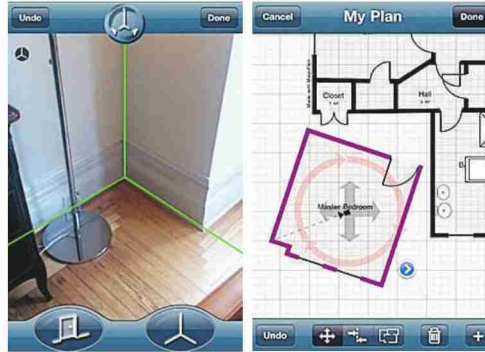 Undo
Done
Cancel
My Plan
Done
Closet
Hall
Master Bedroom
Undo